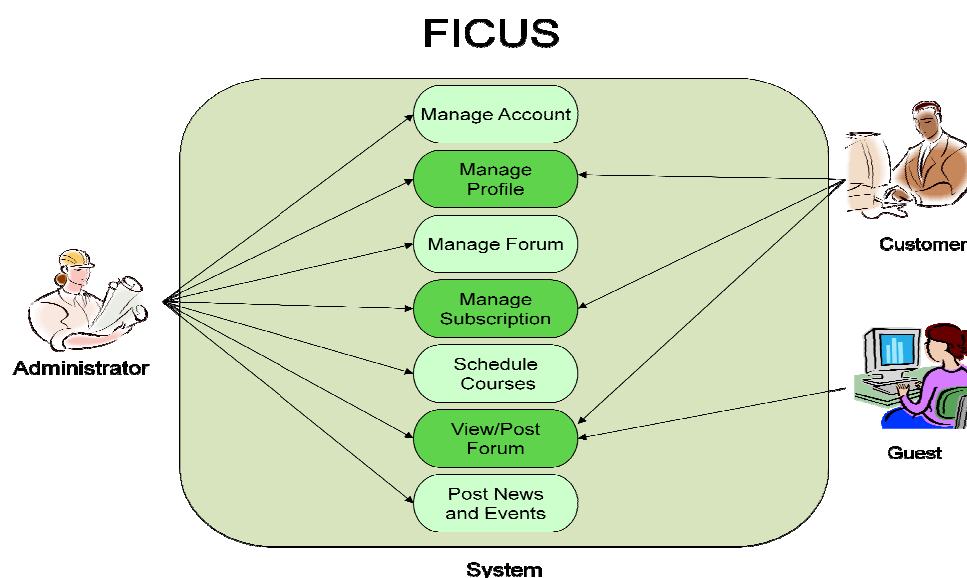 FICUS
Manage Account
Manage
Profile
Manage Forum
Manage
Subscription
Schedule
Courses
View/Post
Forum
Post News
and Events
Administrator
Customer
Guest
System